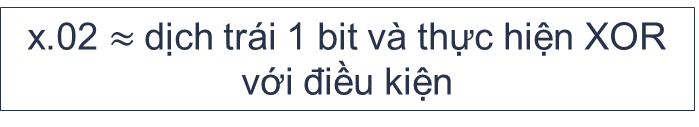 x.02 ≈ dịch trái 1 bit và thực hiện XOR
với điều kiện